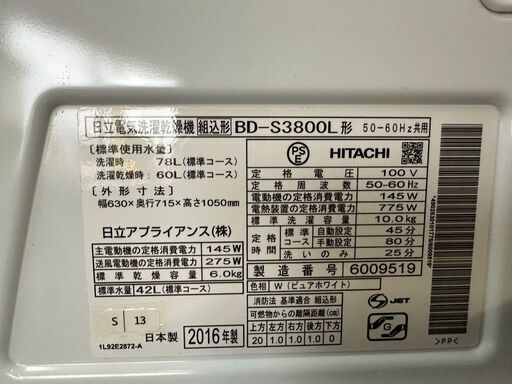 日立電気洗濯乾燥機 組込形 BD-S3800L形 50-60Hz共用
〔標準使用水量〕
洗濯時: 78L(標準コース)
洗濯乾燥時: 60L(標準コース)
〔外形寸法〕
幅630×奥行715×高さ1050mm
日立アプライアンス(株)
主電動機の定格消費電力 145W
送風電動機の定格消費電力 275W
標準乾燥容量 6.0kg
標準水量 42L(標準コース)
S 13
日本製 2016年製
1L92E2872-A
PS
E
HITACHI
定格電圧 100V
定格周波数 50-60Hz
電動機の定格消費電力 145W
電熱装置の定格消費電力 775W
標準洗濯容量 10.0kg
定格時間 標準コース 自動設定 45分
手動設定 80分
洗いのみ 25分
製造番号 6009519
色相 W(ピュアホワイト)
消防法 基準適合 組込形
可燃物からの離隔距離(cm)
上方 左方 右方 前方 後方 下方
20 1.0 1.0 1.0 1.0 0
S JET
G
>PP<